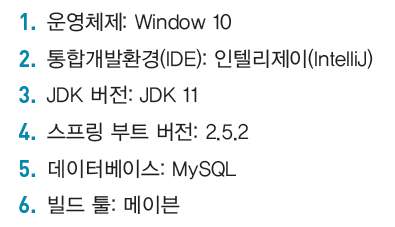 1. 운영체제: Window 10
2. 통합개발환경(IDE): 인텔리제이(IntelliJ)
3. JDK 버전: JDK 11
4. 스프링 부트 버전: 2.5.2
5. 데이터베이스: MySQL
6. 빌드 툴: 메이븐